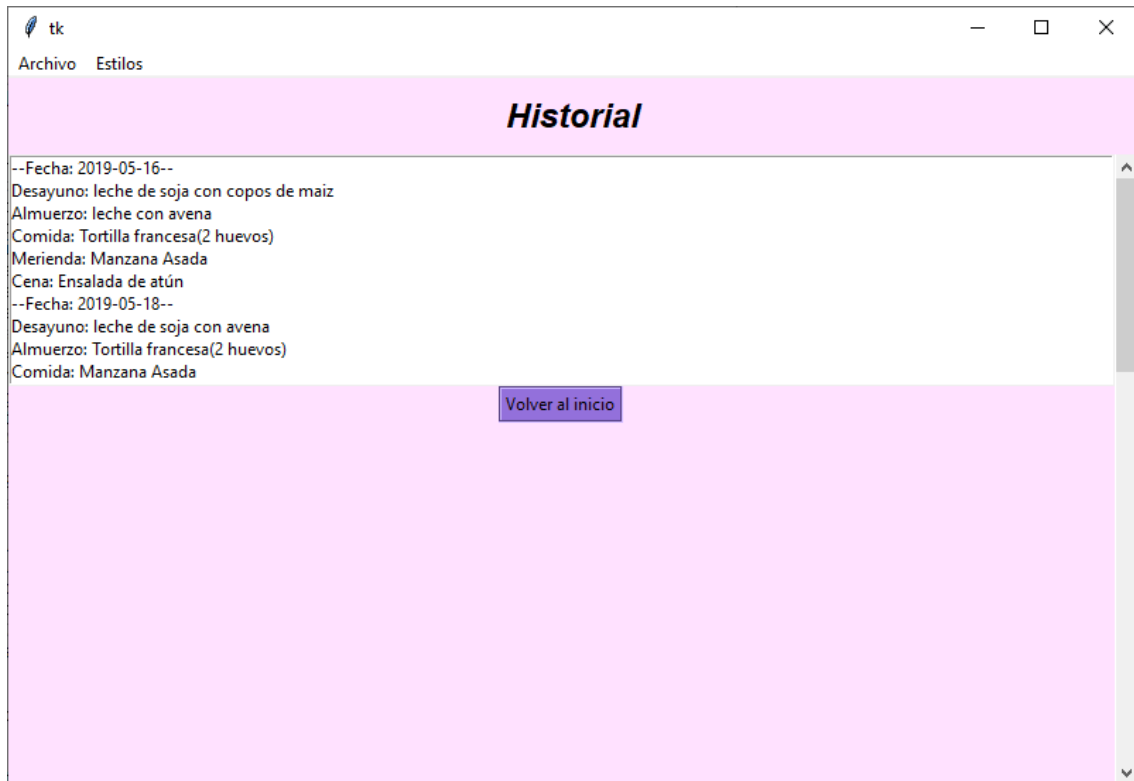 tk
Archivo Estilos
Historial
--Fecha: 2019-05-16--
Desayuno: leche de soja con copos de maiz
Almuerzo: leche con avena
Comida: Tortilla francesa(2 huevos)
Merienda: Manzana Asada
Cena: Ensalada de atún
--Fecha: 2019-05-18--
Desayuno: leche de soja con avena
Almuerzo: Tortilla francesa(2 huevos)
Comida: Manzana Asada
Volver al inicio